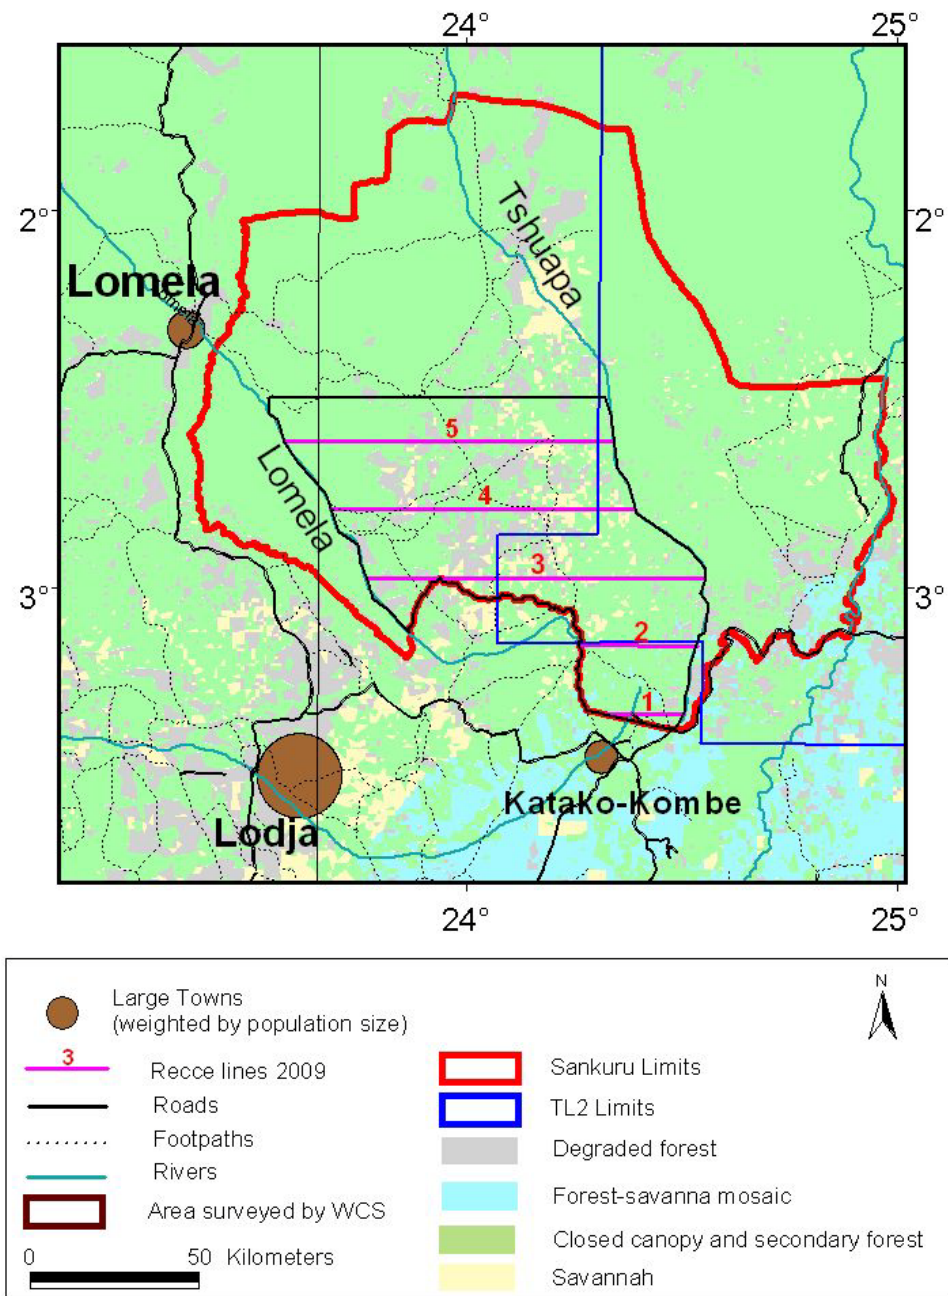 24°
25°
2°
2°
Tshuapa
Lomela
Lomela
5
Lomela
4
3
3°
3°
2
1
Katako-Kombe
Lodja
24°
25°
N
Large Towns
(weighted by population size)
3
Recce lines 2009
Roads
Footpaths
Rivers
Area surveyed by WCS
0 50 Kilometers
Sankuru Limits
TL2 Limits
Degraded forest
Forest-savanna mosaic
Closed canopy and secondary forest
Savannah